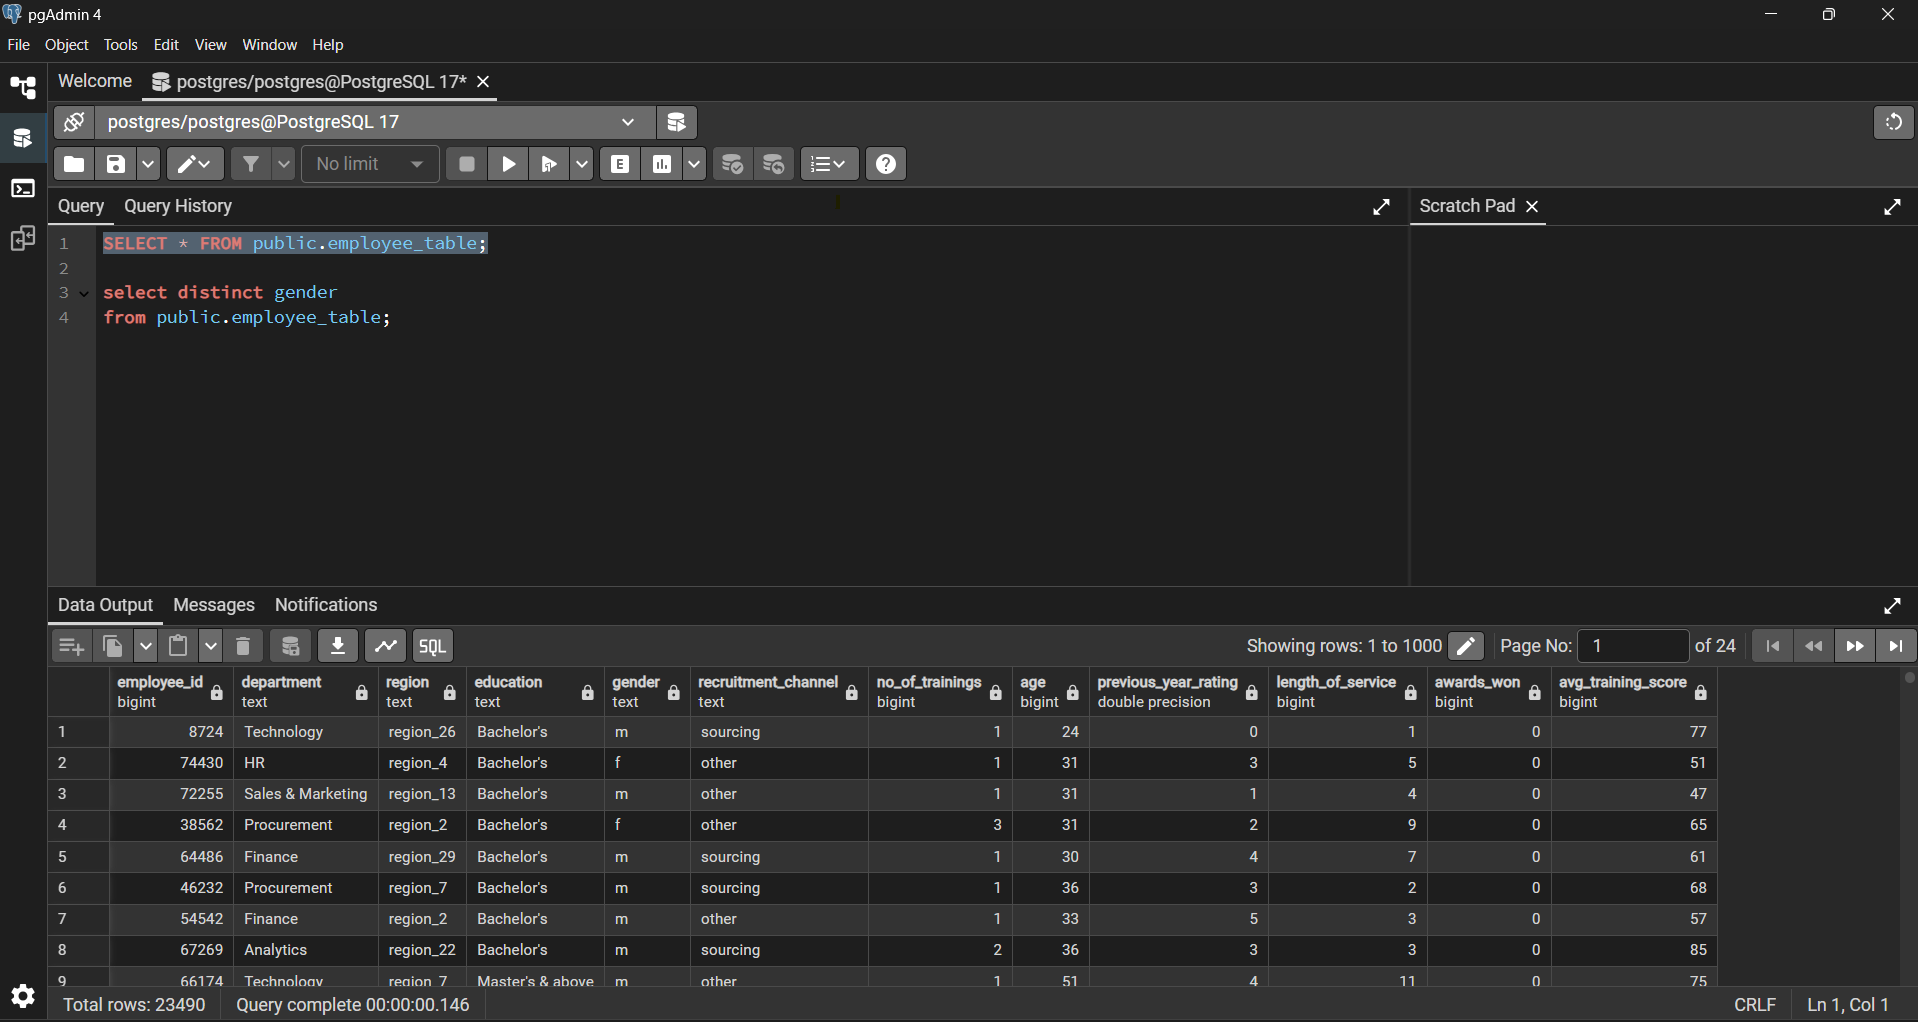 pgAdmin 4
File Object Tools Edit View Window Help
Welcome postgres/postgres@PostgreSQL 17*
postgres/postgres@PostgreSQL 17
No limit E
Query Query History Scratch Pad
1 SELECT * FROM public.employee_table;
2
3 select distinct gender
4 from public.employee_table;
Data Output Messages Notifications
SQL Showing rows: 1 to 1000 Page No: 1 of 24
employee_id department region education gender recruitment_channel no_of_trainings age previous_year_rating length_of_service awards_won avg_training_score
bigint text text text text text bigint bigint double precision bigint bigint bigint
1 8724 Technology region_26 Bachelor's m sourcing 1 24 0 1 0 77
2 74430 HR region_4 Bachelor's f other 1 31 3 5 0 51
3 72255 Sales & Marketing region_13 Bachelor's m other 1 31 1 4 0 47
4 38562 Procurement region_2 Bachelor's f other 3 31 2 9 0 65
5 64486 Finance region_29 Bachelor's m sourcing 1 30 4 7 0 61
6 46232 Procurement region_7 Bachelor's m sourcing 1 36 3 2 0 68
7 54542 Finance region_2 Bachelor's m other 1 33 5 3 0 57
8 67269 Analytics region_22 Bachelor's m sourcing 2 36 3 3 0 85
9 66174 Technology region_7 Master's & above m other 1 51 4 11 0 75
Total rows: 23490 Query complete 00:00:00.146 CRLF Ln 1, Col 1